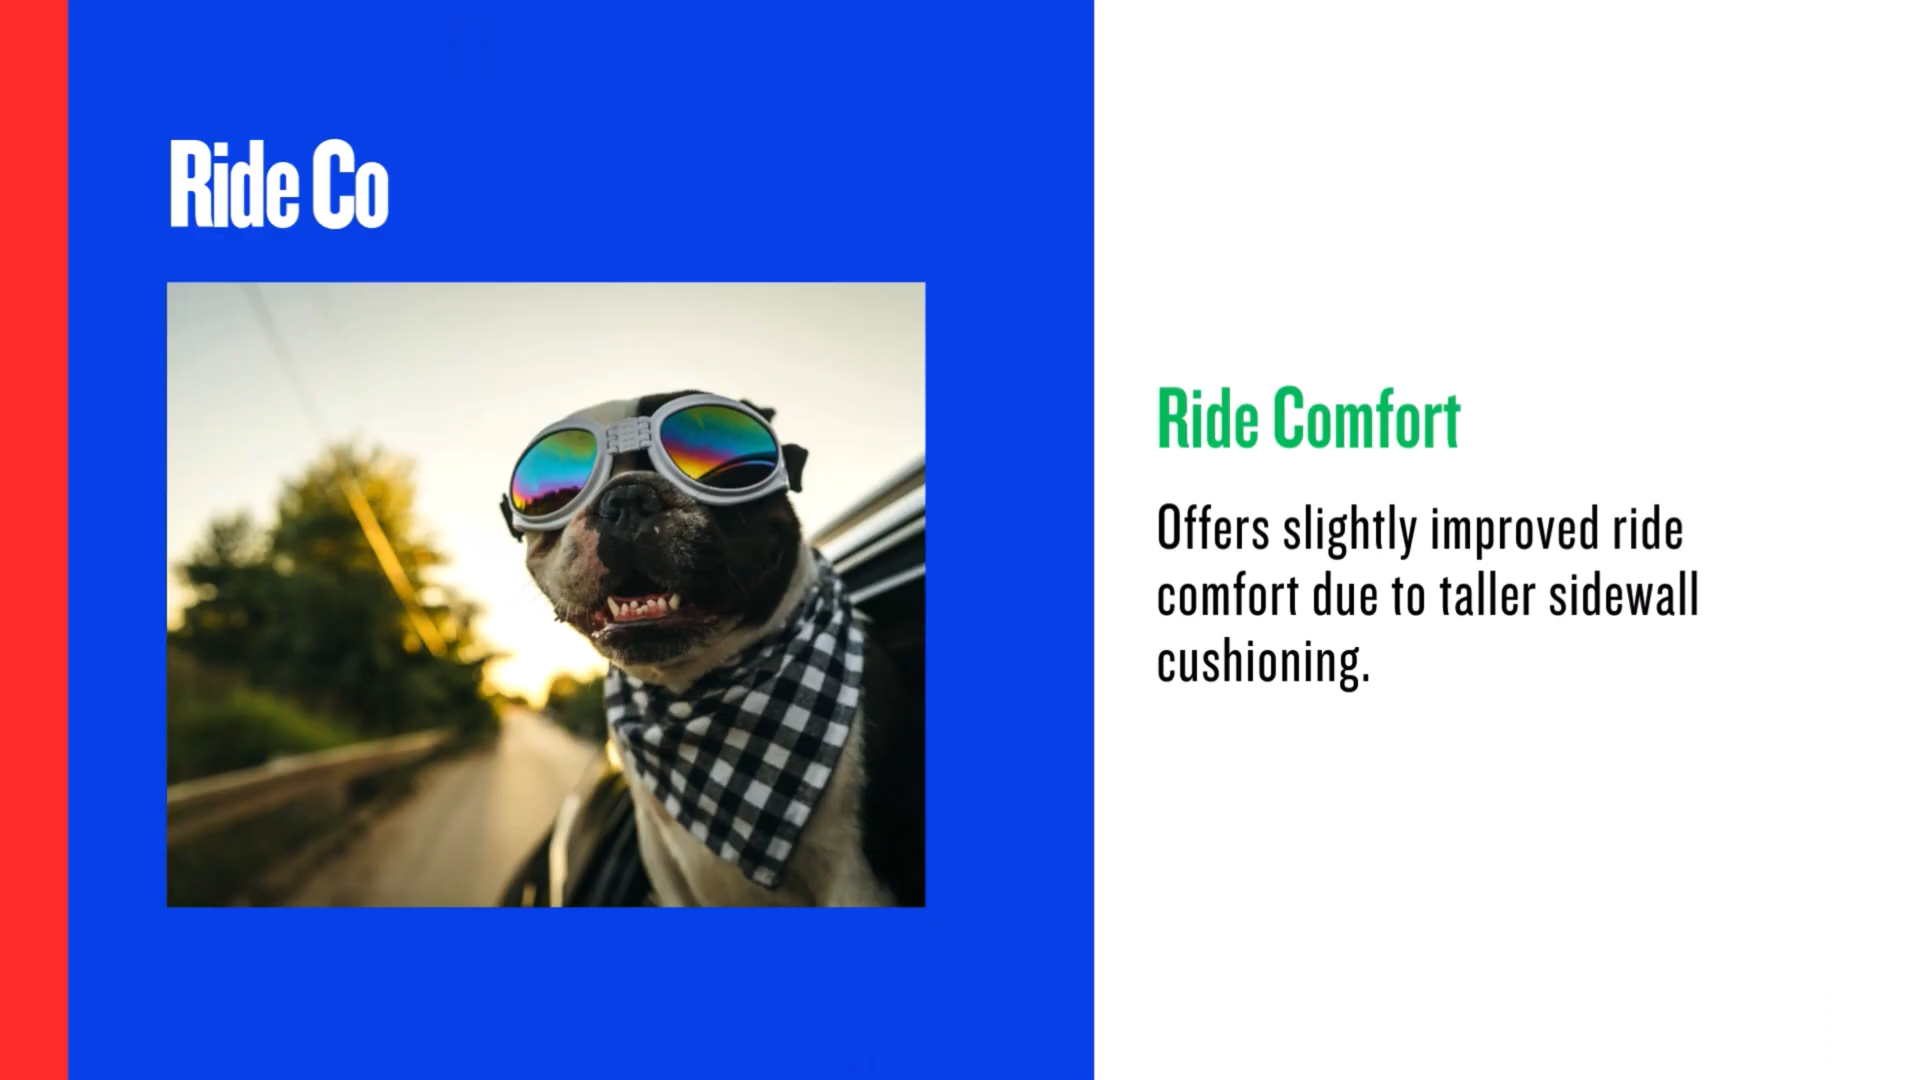 Ride Co
Ride Comfort
Offers slightly improved ride
comfort due to taller sidewall
cushioning.